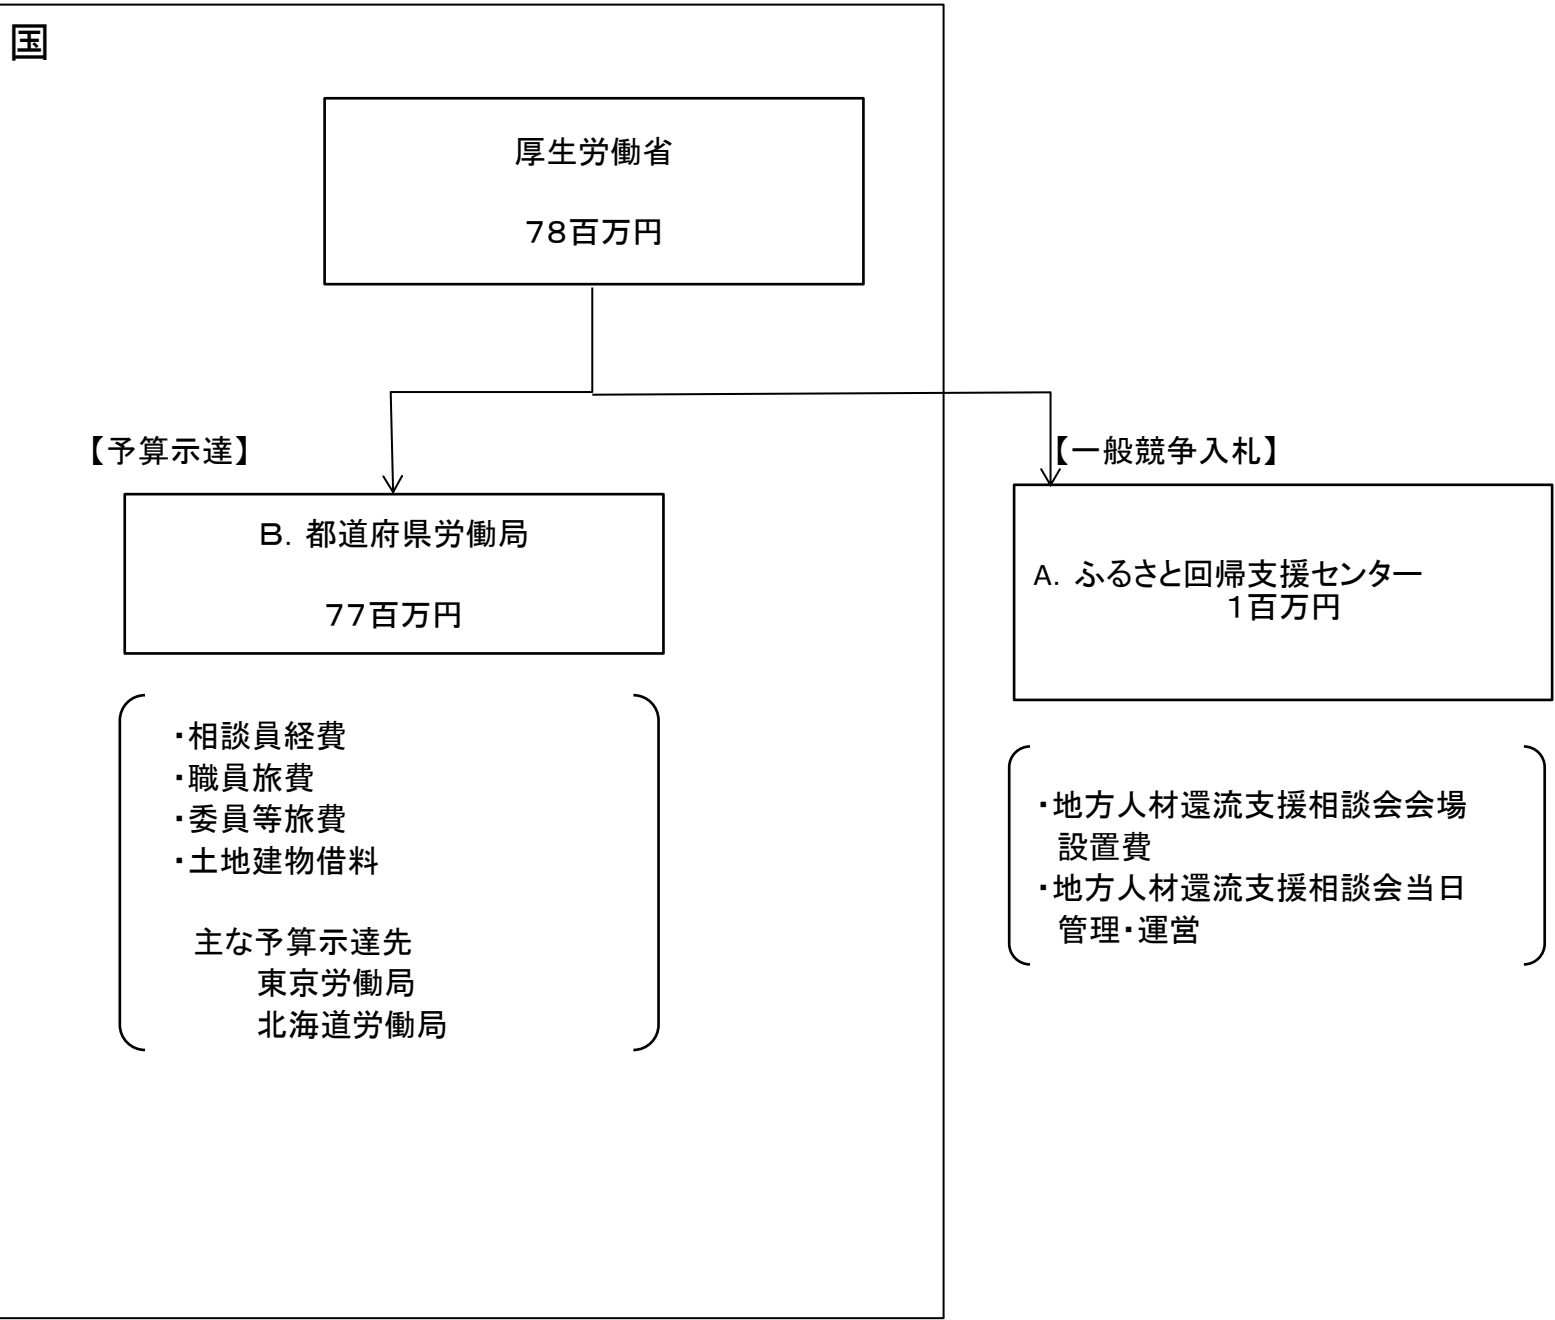 国
厚生労働省
78百万円
【予算示達】
B. 都道府県労働局
77百万円
・相談員経費
・職員旅費
・委員等旅費
・土地建物借料
主な予算示達先
東京労働局
北海道労働局
【一般競争入札】
A. ふるさと回帰支援センター
1百万円
・地方人材還流支援相談会会場
設置費
・地方人材還流支援相談会当日
管理・運営